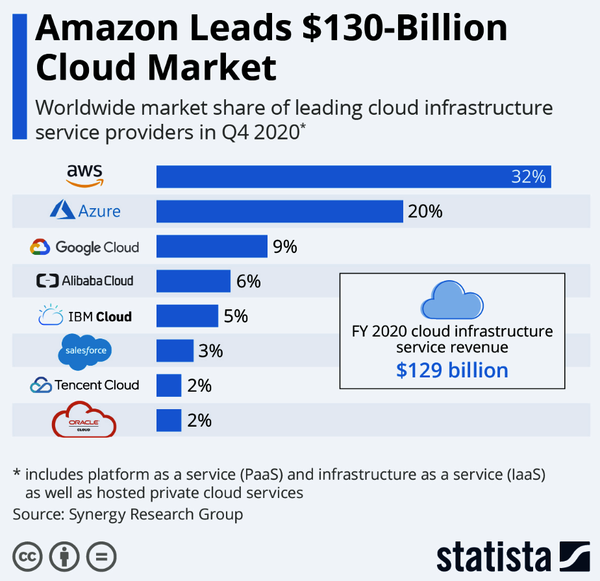 Amazon Leads $130-Billion
Cloud Market
Worldwide market share of leading cloud infrastructure
service providers in Q4 2020*
aws
32%
Azure
20%
Google Cloud
9%
Alibaba Cloud
6%
IBM Cloud
5%
salesforce
3%
Tencent Cloud
2%
ORACLE
CLOUD
2%
FY 2020 cloud infrastructure
service revenue
$129 billion
* includes platform as a service (PaaS) and infrastructure as a service (IaaS)
as well as hosted private cloud services
Source: Synergy Research Group
cc
statista